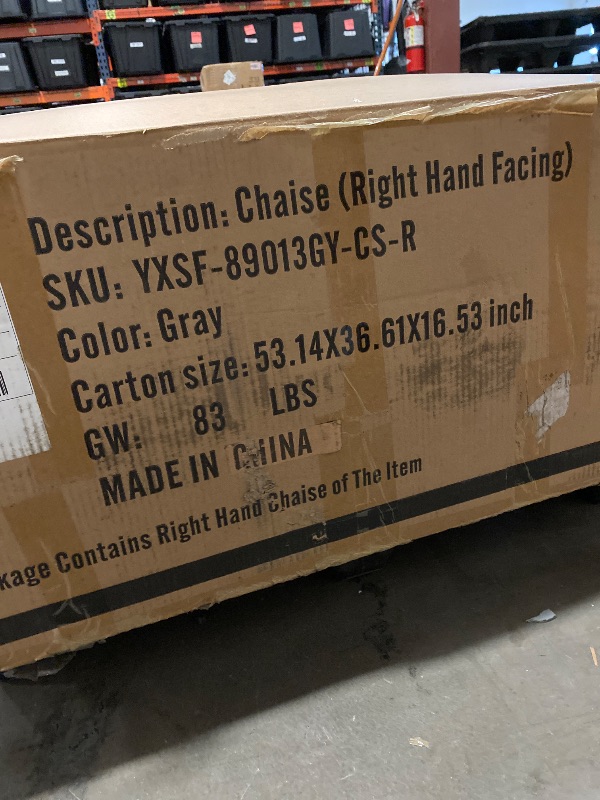 Description: Chaise (Right Hand Facing)
SKU: YXSF-89013GY-CS-R
Color: Gray
Carton size: 53.14X36.61X16.53 inch
GW: 83 LBS
MADE IN CHINA
kage Contains Right Hand Chaise of The Item